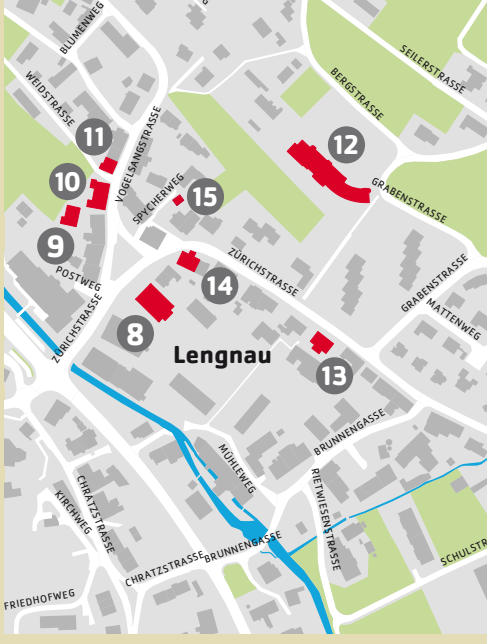 BLUMENWEG
SEILERSTRASSE
WEIDSTRASSE
BERGSTRASSE
11
VOGELSANGSTRASSE
12
10
SPYCHERWEG
15
GRABENSTRASSE
9
ZÜRICHSTRASSE
POSTWEG
14
GRABENSTRASSE
MATTENWEG
ZÜRICHSTRASSE
8
Lengnau
13
BRUNNENGASSE
MÜHLEWEG
CHRATZSTRASSE
KIRCHWEG
RIETWIESENSTRASSE
CHRATZSTRASSE
BRUNNENGASSE
SCHULSTR
FRIEDHOFWEG